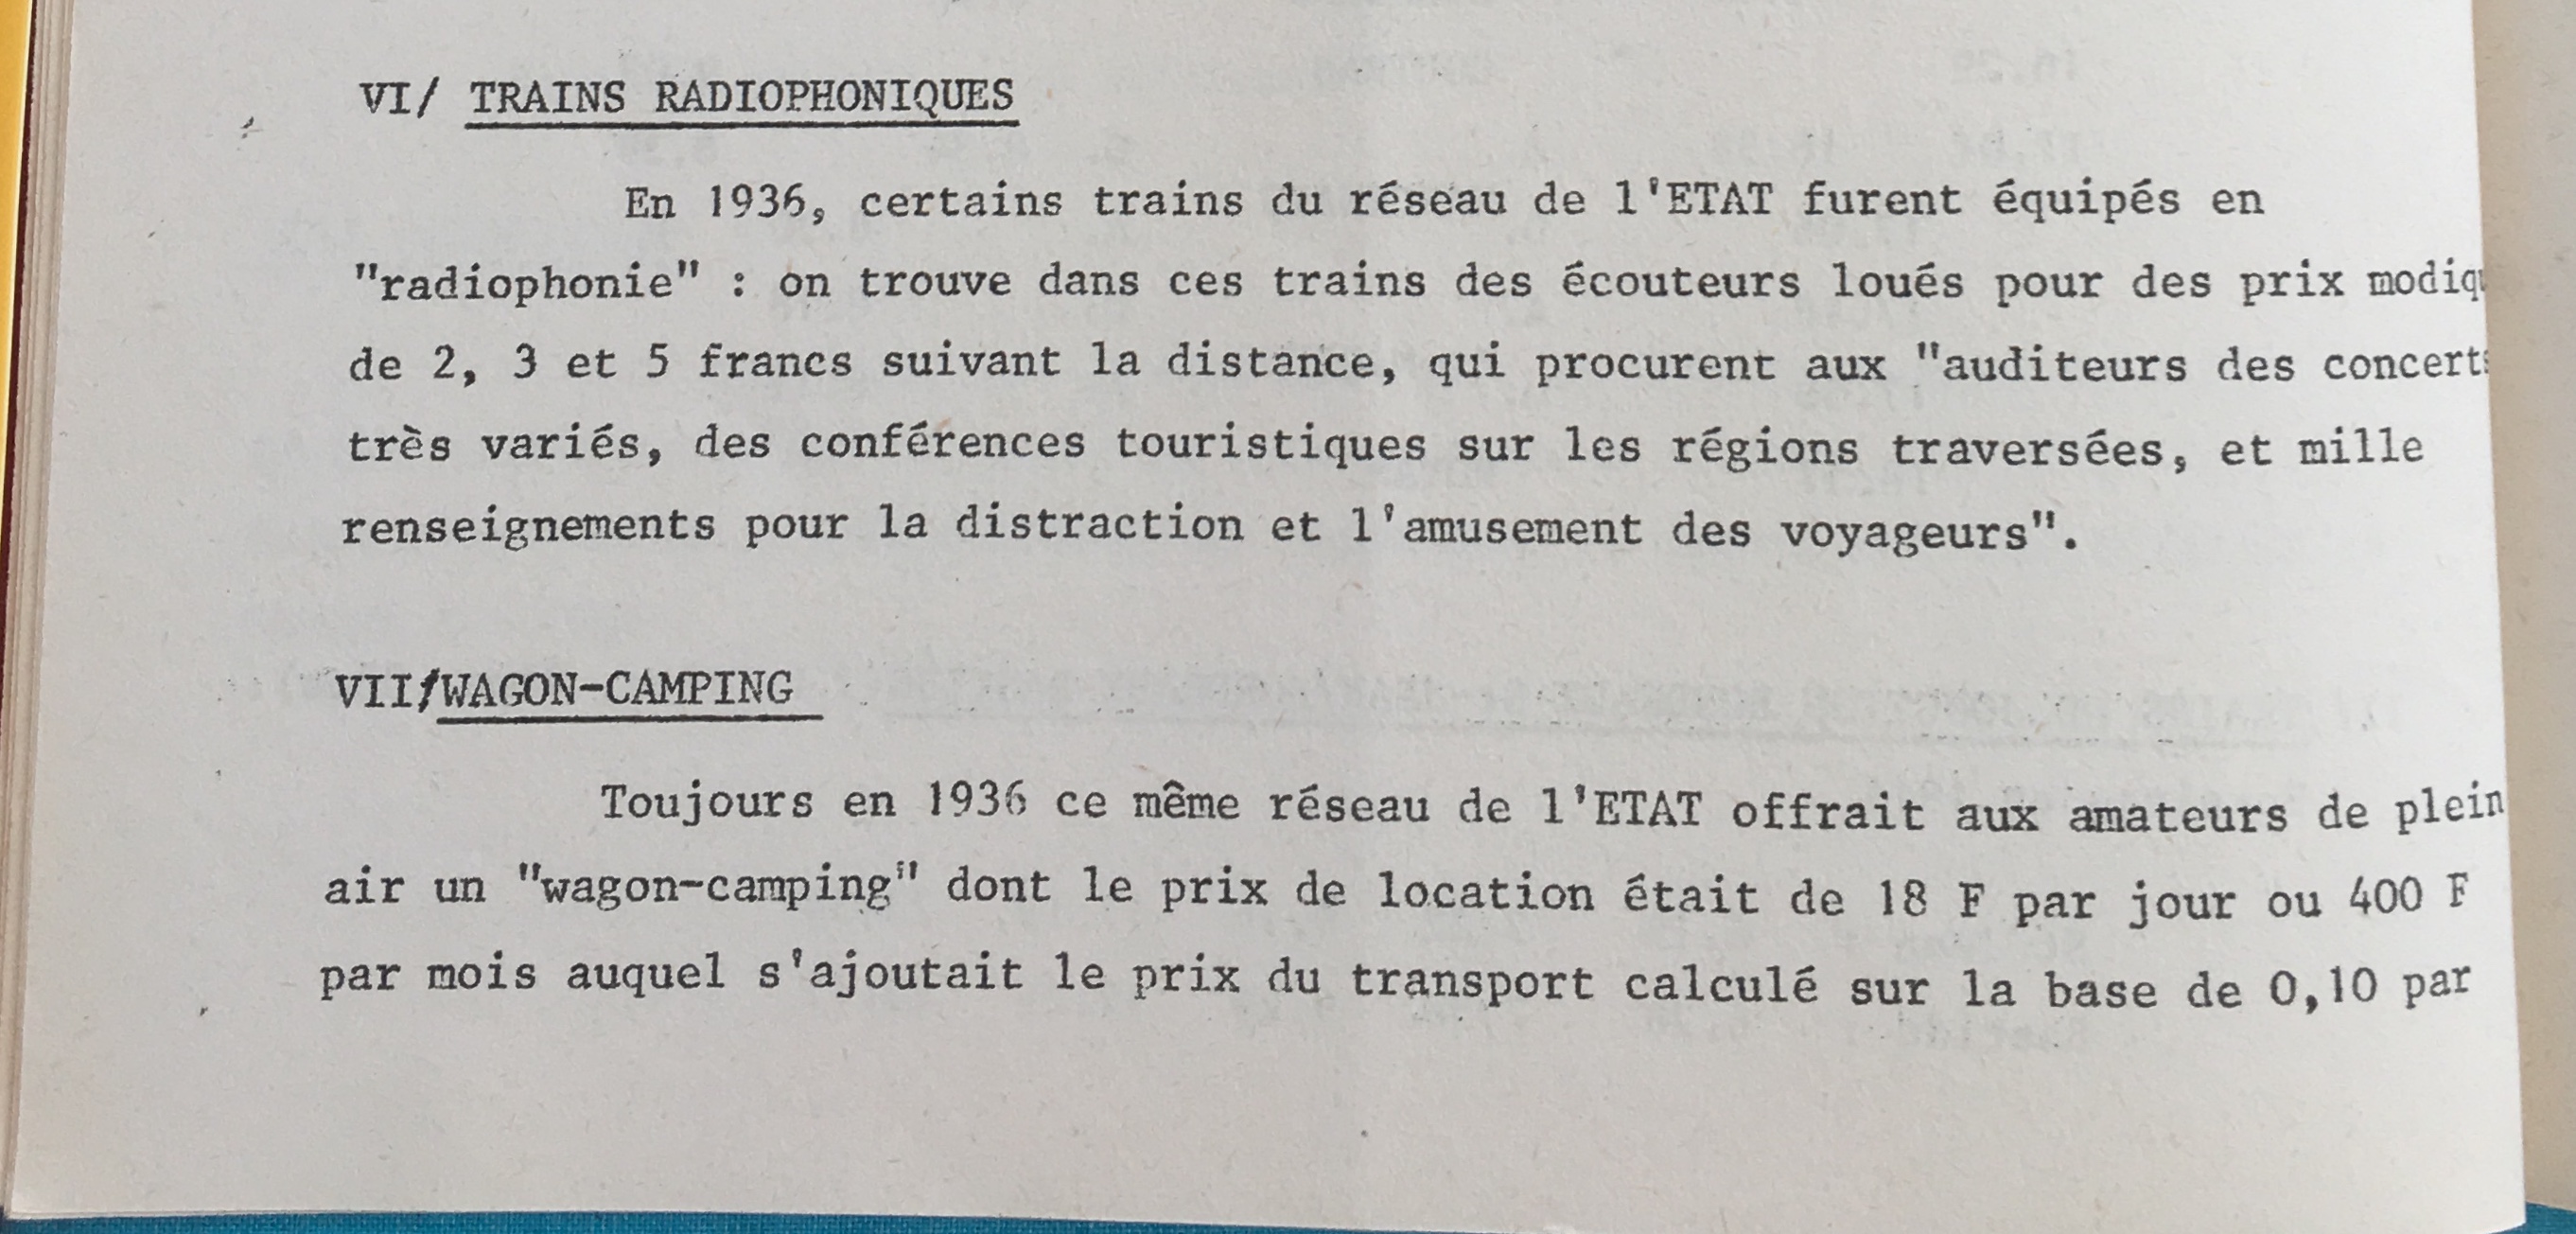 VI/ TRAINS RADIOPHONIQUES
En 1936, certains trains du réseau de l'ETAT furent équipés en
"radiophonie" : on trouve dans ces trains des écouteurs loués pour des prix modiqu
de 2, 3 et 5 francs suivant la distance, qui procurent aux "auditeurs des concerts
très variés, des conférences touristiques sur les régions traversées, et mille
renseignements pour la distraction et l'amusement des voyageurs".
VII/WAGON-CAMPING
Toujours en 1936 ce même réseau de l'ETAT offrait aux amateurs de plein
air un "wagon-camping" dont le prix de location était de 18 F par jour ou 400 F
par mois auquel s'ajoutait le prix du transport calculé sur la base de 0,10 par